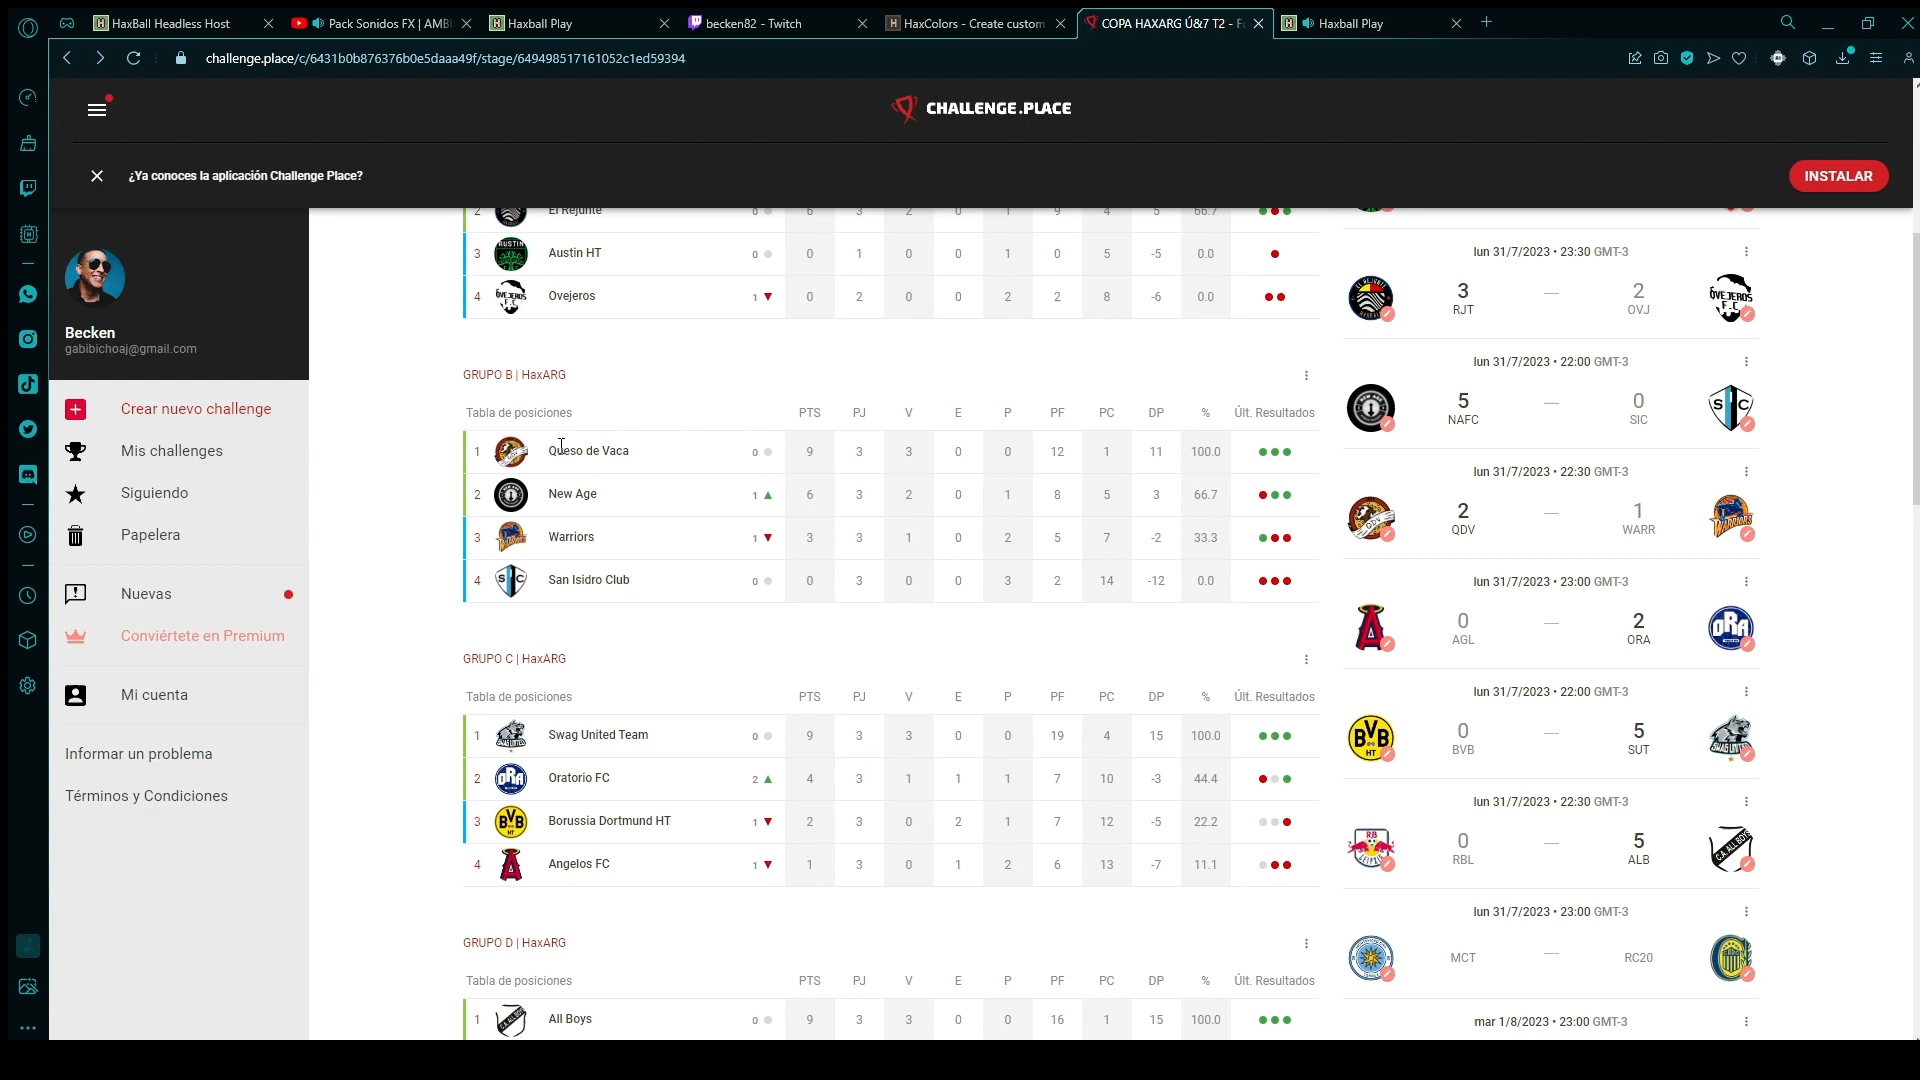 HaxBall Headless Host
Pack Sonidos FX | AMBI
Haxball Play
becken82 - Twitch
HaxColors - Create custom
COPA HAXARG Ú&7 T2 - F
Haxball Play
challenge.place/c/6431b0b876376b0e5daaa49f/stage/649498517161052c1ed59394
CHALLENGE.PLACE
¿Ya conoces la aplicación Challenge Place?
INSTALAR
Becken
gabibichoaj@gmail.com
Crear nuevo challenge
Mis challenges
Siguiendo
Papelera
Nuevas
Conviértete en Premium
Mi cuenta
Informar un problema
Términos y Condiciones
2 El Rejunte 0 6 3 2 0 1 9 4 5 66.7
3 Austin HT 0 0 1 0 0 1 0 5 -5 0.0
4 Ovejeros 1 0 2 0 0 2 2 8 -6 0.0
GRUPO B | HaxARG
Tabla de posiciones PTS PJ V E P PF PC DP % Últ. Resultados
1 Queso de Vaca 0 9 3 3 0 0 12 1 11 100.0
2 New Age 1 6 3 2 0 1 8 5 3 66.7
3 Warriors 1 3 3 1 0 2 5 7 -2 33.3
4 San Isidro Club 0 0 3 0 0 3 2 14 -12 0.0
GRUPO C | HaxARG
Tabla de posiciones PTS PJ V E P PF PC DP % Últ. Resultados
1 Swag United Team 0 9 3 3 0 0 19 4 15 100.0
2 Oratorio FC 2 4 3 1 1 1 7 10 -3 44.4
3 Borussia Dortmund HT 1 2 3 0 2 1 7 12 -5 22.2
4 Angelos FC 1 1 3 0 1 2 6 13 -7 11.1
GRUPO D | HaxARG
Tabla de posiciones PTS PJ V E P PF PC DP % Últ. Resultados
1 All Boys 0 9 3 3 0 0 16 1 15 100.0
lun 31/7/2023 • 23:30 GMT-3
3 — 2
RJT OVJ
lun 31/7/2023 • 22:00 GMT-3
5 — 0
NAFC SIC
lun 31/7/2023 • 22:30 GMT-3
2 — 1
QDV WARR
lun 31/7/2023 • 23:00 GMT-3
0 — 2
AGL ORA
lun 31/7/2023 • 22:00 GMT-3
0 — 5
BVB SUT
lun 31/7/2023 • 22:30 GMT-3
0 — 5
RBL ALB
lun 31/7/2023 • 23:00 GMT-3
MCT — RC20
mar 1/8/2023 • 23:00 GMT-3